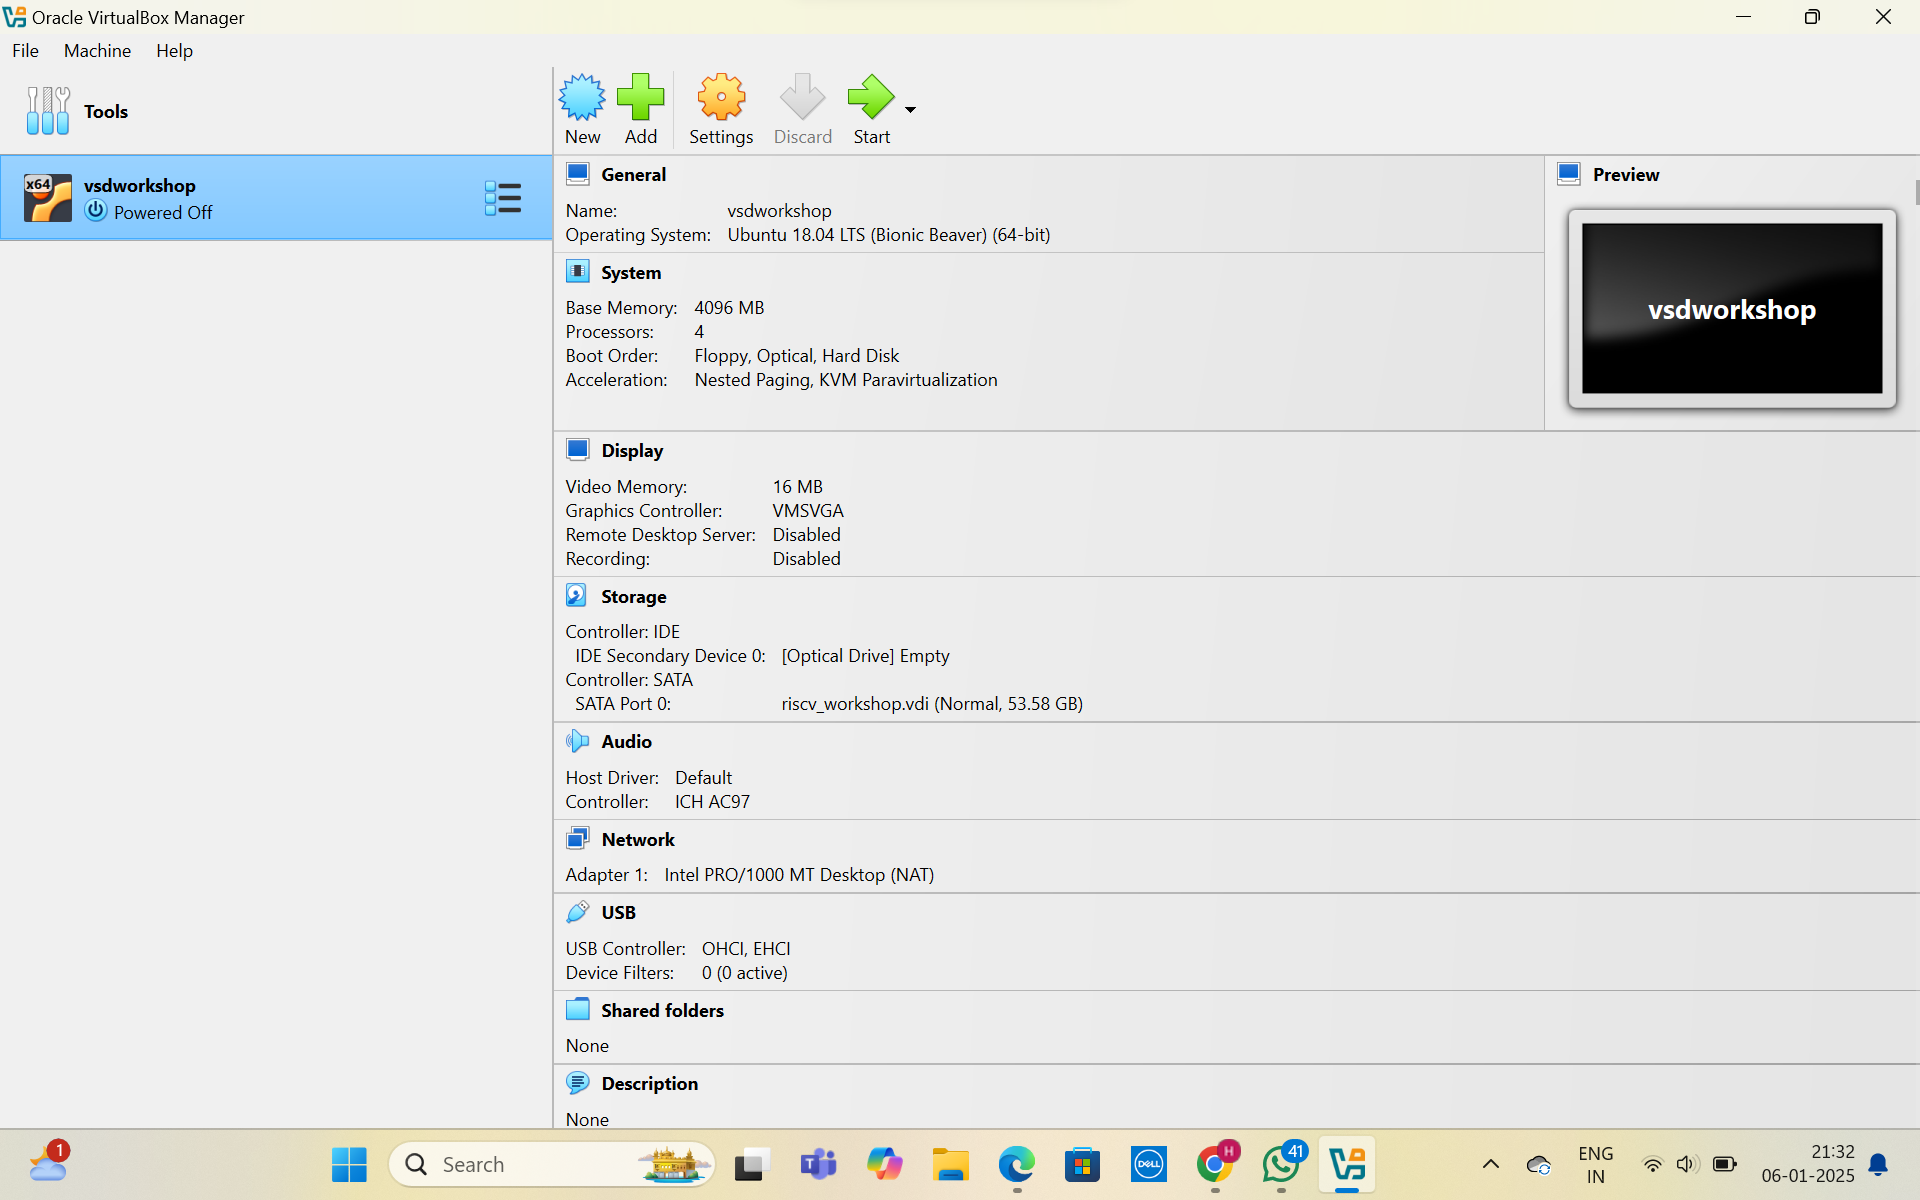 Oracle VirtualBox Manager
File Machine Help
Tools
New Add Settings Discard Start
x64
vsdworkshop
Powered Off
General
Name: vsdworkshop
Operating System: Ubuntu 18.04 LTS (Bionic Beaver) (64-bit)
Preview
vsdworkshop
System
Base Memory: 4096 MB
Processors: 4
Boot Order: Floppy, Optical, Hard Disk
Acceleration: Nested Paging, KVM Paravirtualization
Display
Video Memory: 16 MB
Graphics Controller: VMSVGA
Remote Desktop Server: Disabled
Recording: Disabled
Storage
Controller: IDE
IDE Secondary Device 0: [Optical Drive] Empty
Controller: SATA
SATA Port 0: riscv_workshop.vdi (Normal, 53.58 GB)
Audio
Host Driver: Default
Controller: ICH AC97
Network
Adapter 1: Intel PRO/1000 MT Desktop (NAT)
USB
USB Controller: OHCI, EHCI
Device Filters: 0 (0 active)
Shared folders
None
Description
None
1
Search
DELL
H
41
ENG
IN
21:32
06-01-2025